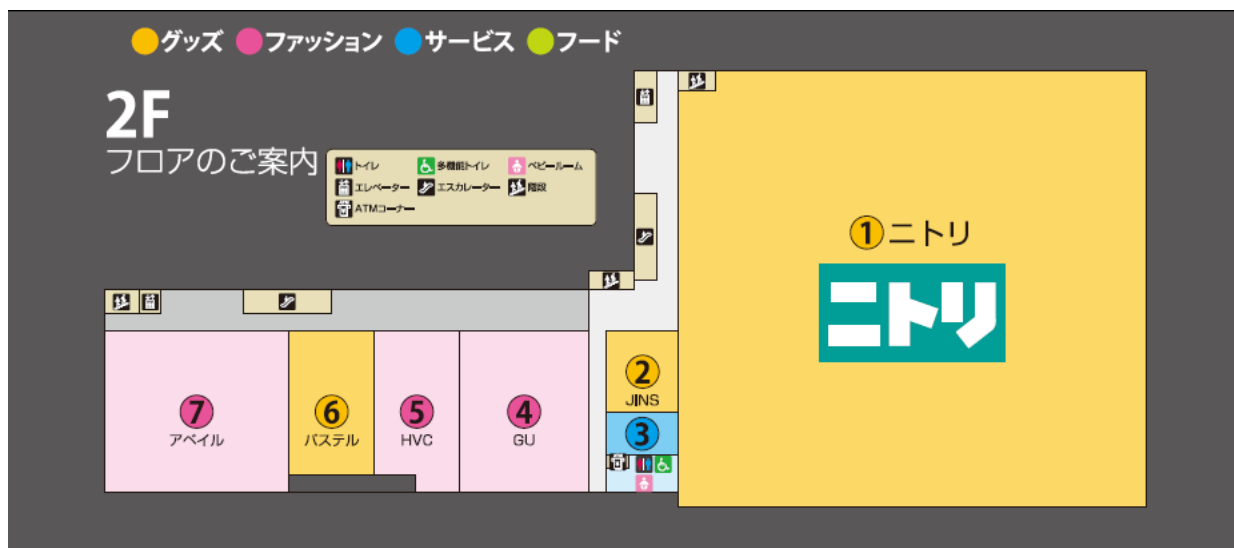 グッズ ファッション サービス フード
2F
フロアのご案内
トイレ 多機能トイレ ベビールーム
エレベーター エスカレーター 階段
ATMコーナー
1 ニトリ
ニトリ
2
JINS
3
4
GU
5
HVC
6
パステル
7
アベイル